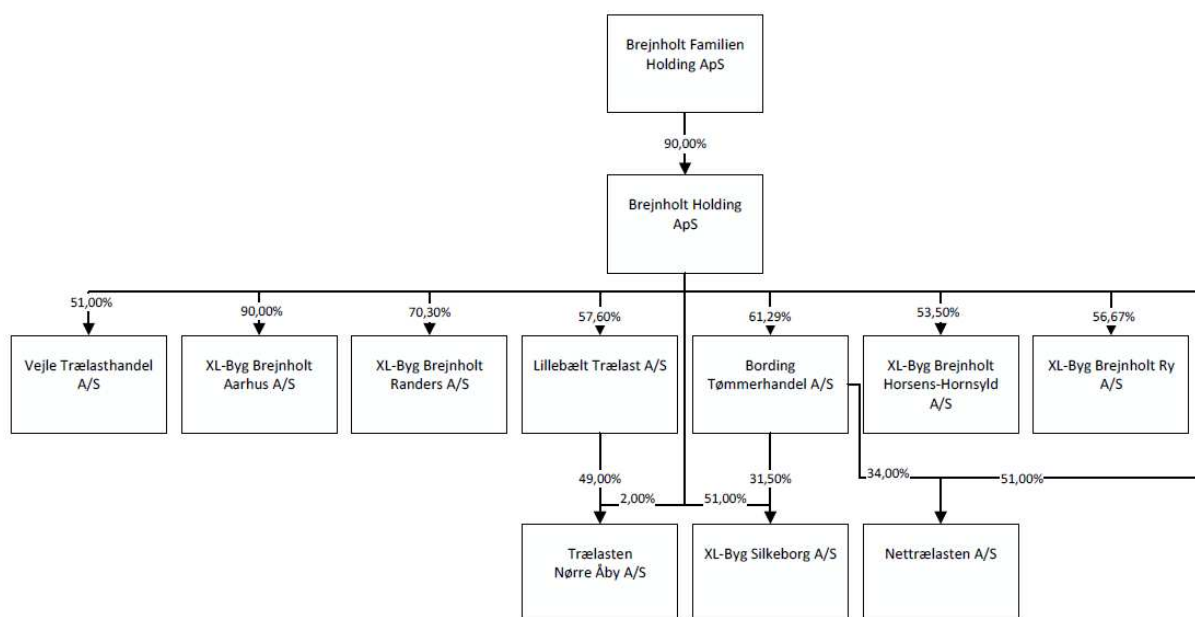 Brejnholt Familien
Holding ApS
90,00%
Brejnholt Holding
ApS
51,00%
90,00%
70,30%
57,60%
61,29%
53,50%
56,67%
Vejle Trælasthandel
A/S
XL-Byg Brejnholt
Aarhus A/S
XL-Byg Brejnholt
Randers A/S
Lillebælt Trælast A/S
Bording
Tømmerhandel A/S
XL-Byg Brejnholt
Horsens-Hornsyld
A/S
XL-Byg Brejnholt Ry
A/S
49,00%
31,50%
34,00%
51,00%
2,00%
51,00%
Trælasten
Nørre Åby A/S
XL-Byg Silkeborg A/S
Nettrælasten A/S